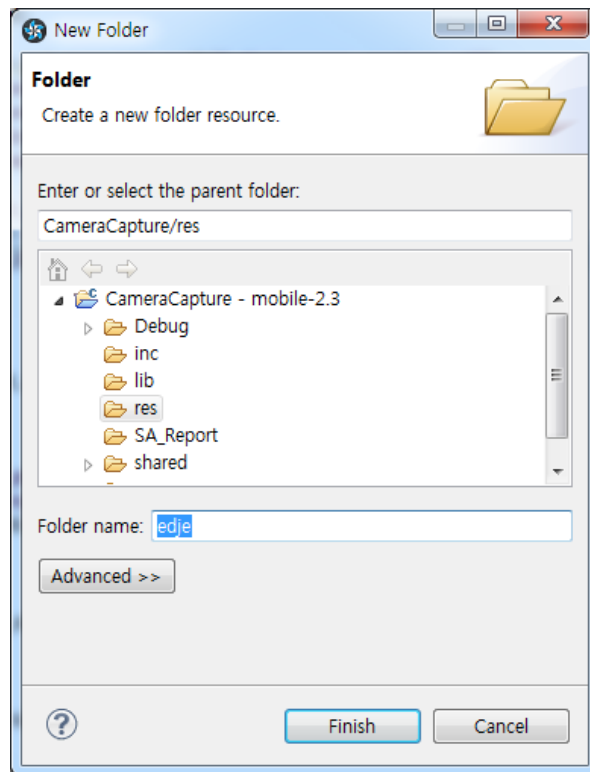 New Folder
Folder
Create a new folder resource.
Enter or select the parent folder:
CameraCapture/res
CameraCapture - mobile-2.3
Debug
inc
lib
res
SA_Report
shared
Folder name: edje
Advanced >>
Finish Cancel